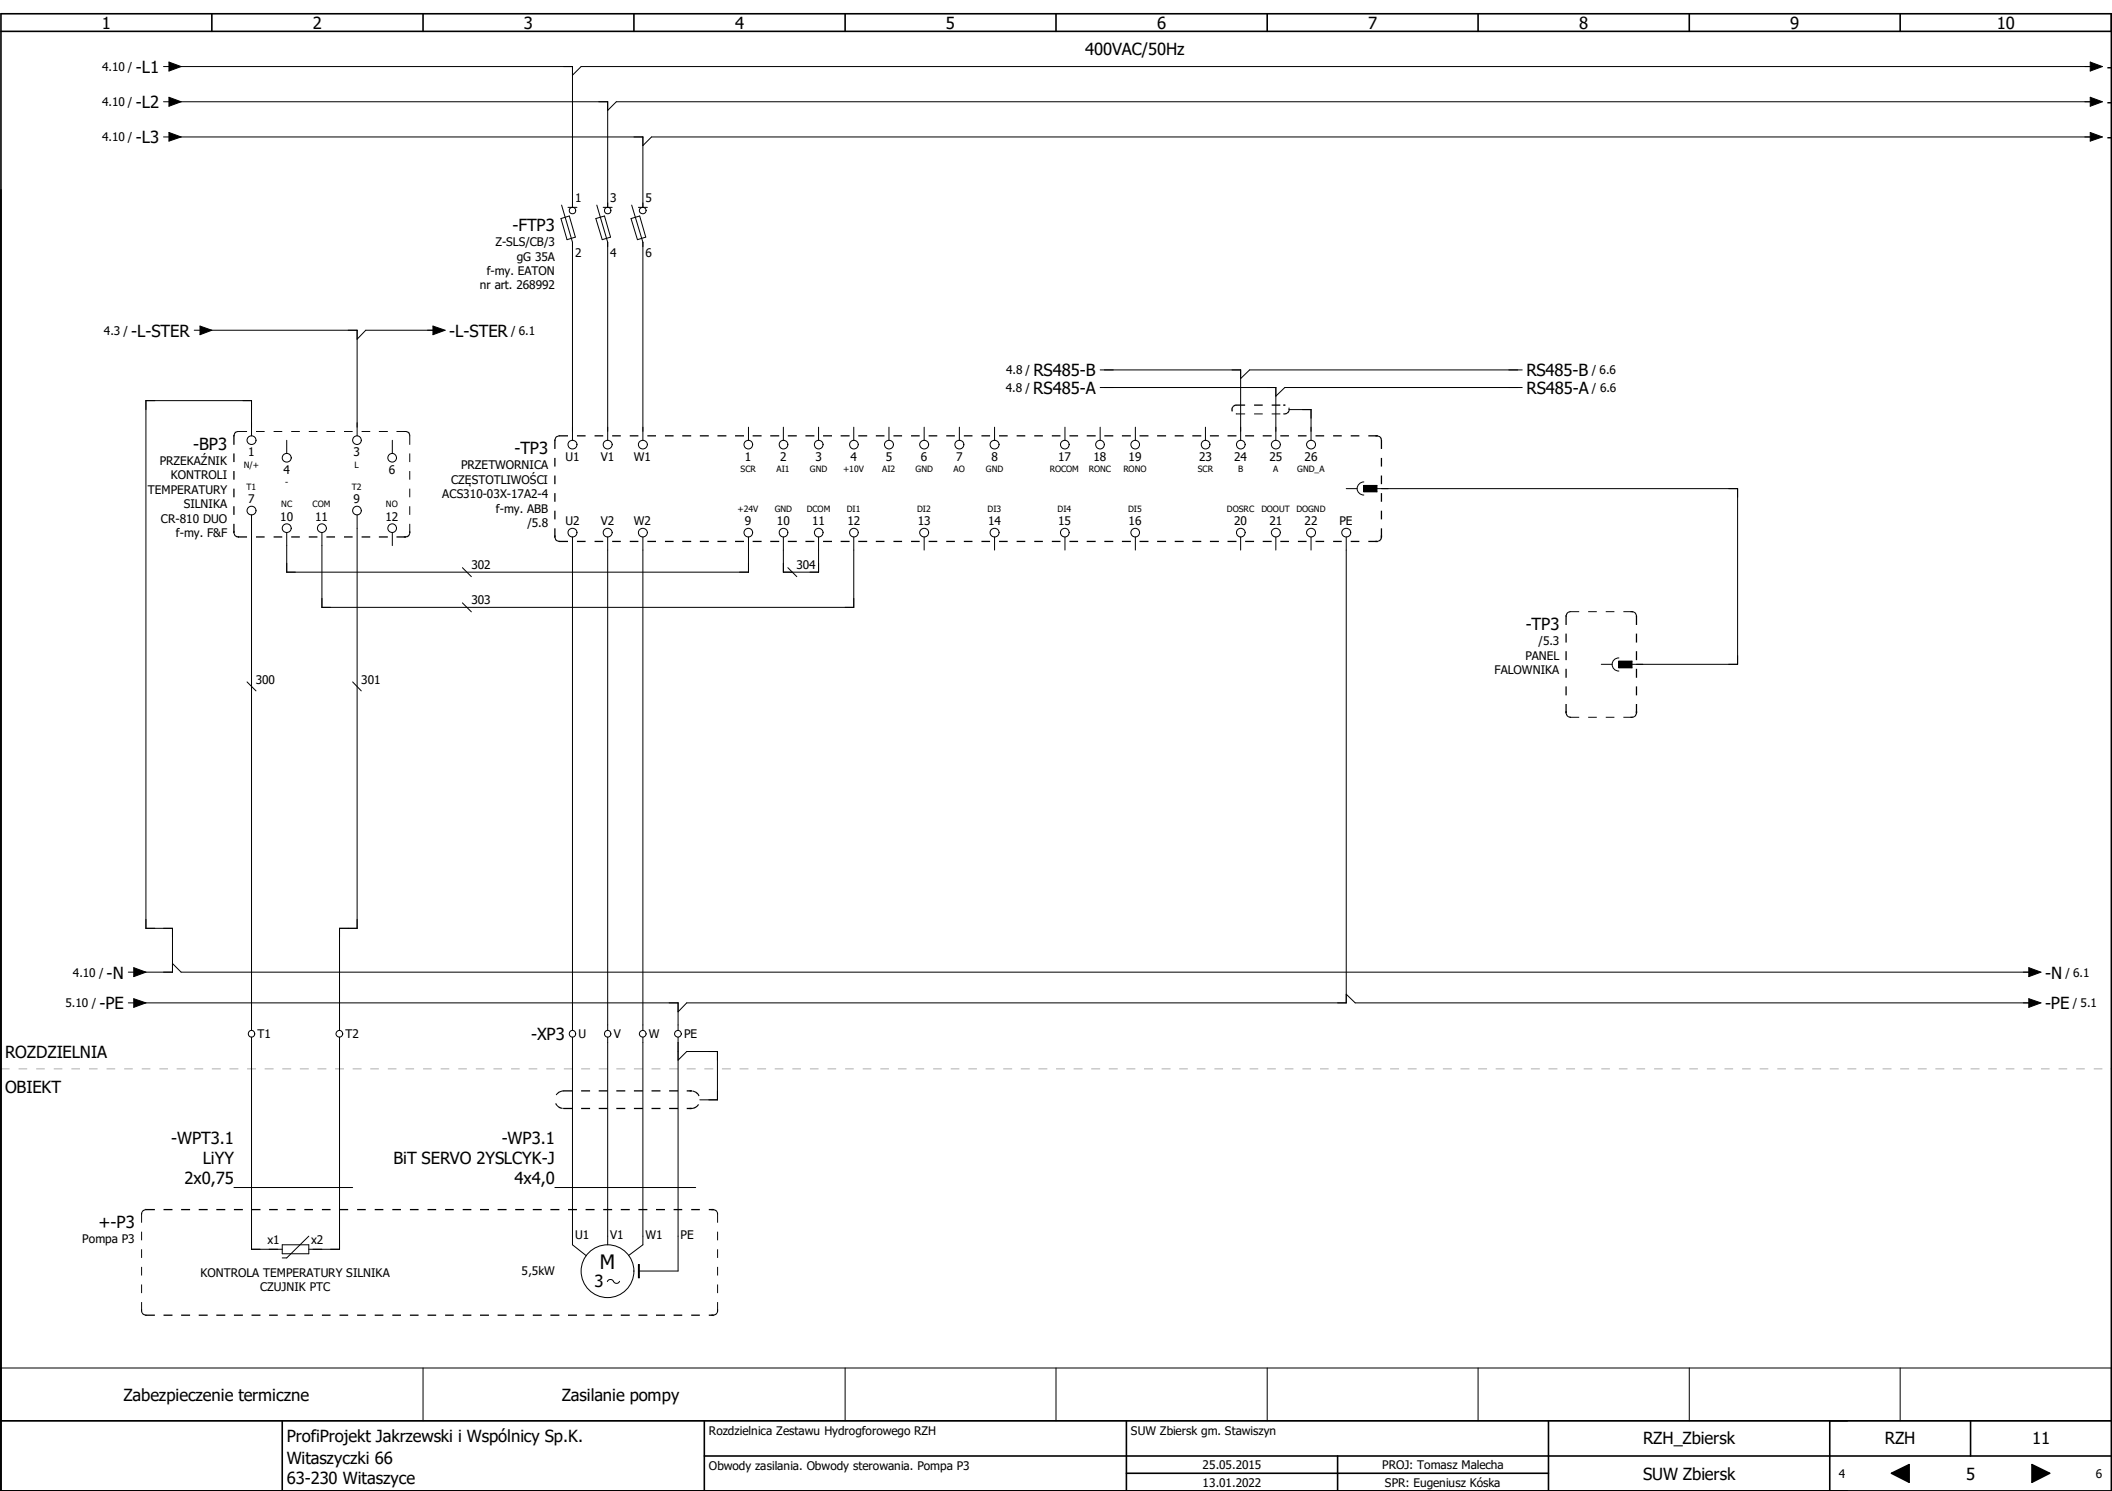 1 2 3 4 5 6 7 8 9 10
400VAC/50Hz
4.10 / -L1
4.10 / -L2
4.10 / -L3
-FTP3
Z-SLS/CB/3
gG 35A
f-my. EATON
nr art. 268992
1 3 5
2 4 6
4.3 / -L-STER
-L-STER / 6.1
4.8 / RS485-B
4.8 / RS485-A
RS485-B / 6.6
RS485-A / 6.6
-BP3
PRZEKAŹNIK
KONTROLI
TEMPERATURY
SILNIKA
CR-810 DUO
f-my. F&F
1 N/+
4 -
3 L
6
T1 7
NC 10
COM 11
T2 9
NO 12
-TP3
PRZETWORNICA
CZĘSTOTLIWOŚCI
ACS310-03X-17A2-4
f-my. ABB
/5.8
U1 V1 W1
1 2 3 4 5 6 7 8 17 18 19 23 24 25 26
SCR AI1 GND +10V AI2 GND AO GND ROCOM RONC RONO SCR B A GND_A
+24V GND DCOM DI1 DI2 DI3 DI4 DI5 DOSRC DOOUT DOGND
U2 V2 W2 9 10 11 12 13 14 15 16 20 21 22 PE
302
304
303
300
301
-TP3
/5.3
PANEL
FALOWNIKA
4.10 / -N
-N / 6.1
5.10 / -PE
-PE / 5.1
T1 T2
-XP3 U V W PE
ROZDZIELNIA
OBIEKT
-WPT3.1
LiYY
2x0,75
-WP3.1
BiT SERVO 2YSLCYK-J
4x4,0
+-P3
Pompa P3
x1 x2
KONTROLA TEMPERATURY SILNIKA
CZUJNIK PTC
U1 V1 W1 PE
5,5kW
M
3~
Zabezpieczenie termiczne
Zasilanie pompy
ProfiProjekt Jakrzewski i Wspólnicy Sp.K.
Witaszyczki 66
63-230 Witaszyce
Rozdzielnica Zestawu Hydrogforowego RZH
Obwody zasilania. Obwody sterowania. Pompa P3
SUW Zbiersk gm. Stawiszyn
25.05.2015
PROJ: Tomasz Malecha
13.01.2022
SPR: Eugeniusz Kóska
RZH_Zbiersk
SUW Zbiersk
RZH
11
4 5 6